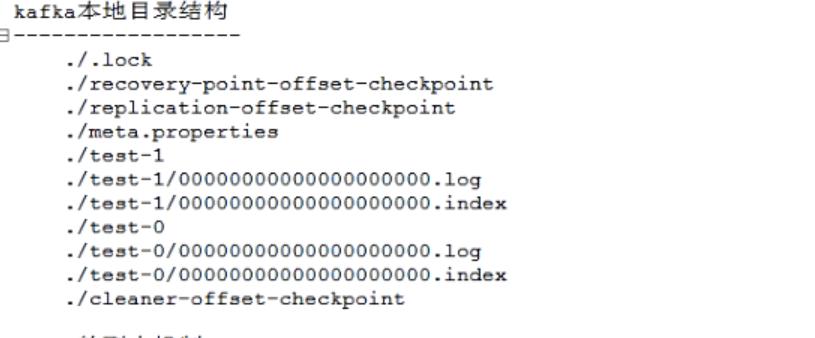 kafka本地目录结构
------------------
./.lock
./recovery-point-offset-checkpoint
./replication-offset-checkpoint
./meta.properties
./test-1
./test-1/00000000000000000000.log
./test-1/00000000000000000000.index
./test-0
./test-0/00000000000000000000.log
./test-0/00000000000000000000.index
./cleaner-offset-checkpoint